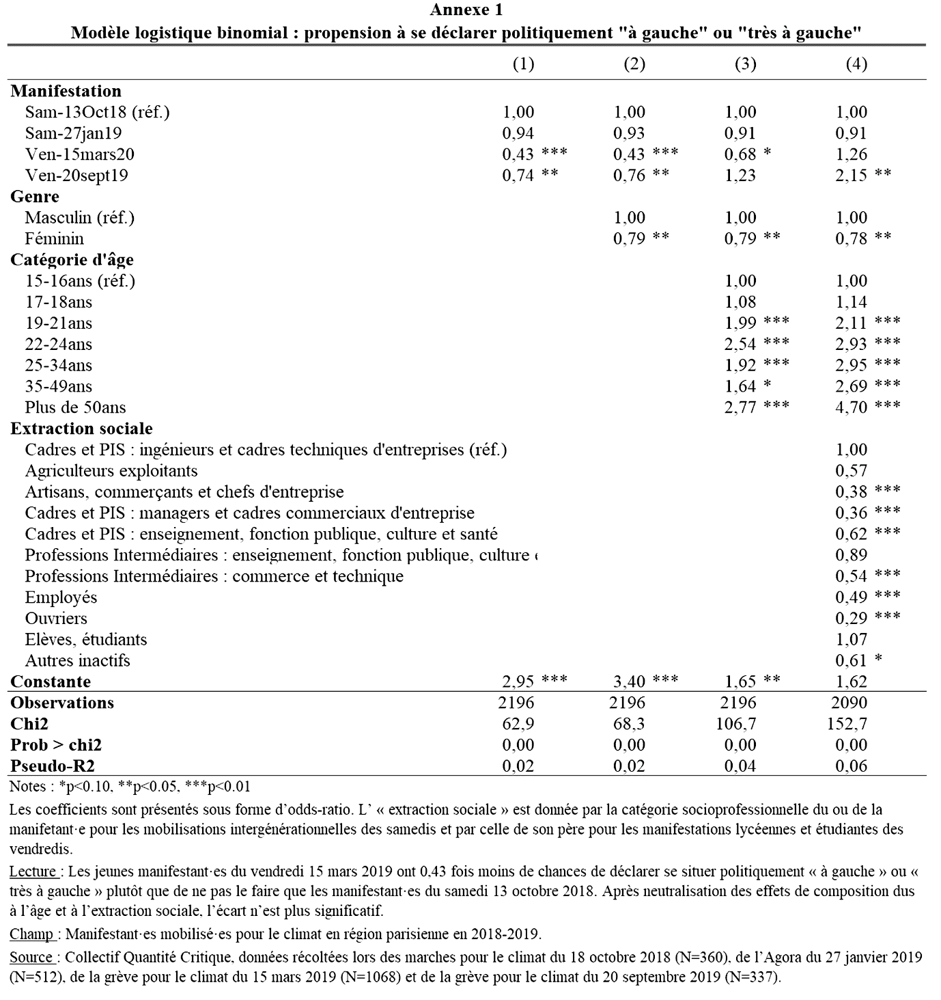 Annexe 1
Modèle logistique binomial : propension à se déclarer politiquement "à gauche" ou "très à gauche"
(1) (2) (3) (4)
Manifestation
Sam-13Oct18 (réf.) 1,00 1,00 1,00 1,00
Sam-27jan19 0,94 0,93 0,91 0,91
Ven-15mars20 0,43 *** 0,43 *** 0,68 * 1,26
Ven-20sept19 0,74 ** 0,76 ** 1,23 2,15 **
Genre
Masculin (réf.) 1,00 1,00 1,00
Féminin 0,79 ** 0,79 ** 0,78 **
Catégorie d'âge
15-16ans (réf.) 1,00 1,00
17-18ans 1,08 1,14
19-21ans 1,99 *** 2,11 ***
22-24ans 2,54 *** 2,93 ***
25-34ans 1,92 *** 2,95 ***
35-49ans 1,64 * 2,69 ***
Plus de 50ans 2,77 *** 4,70 ***
Extraction sociale
Cadres et PIS : ingénieurs et cadres techniques d'entreprises (réf.) 1,00
Agriculteurs exploitants 0,57
Artisans, commerçants et chefs d'entreprise 0,38 ***
Cadres et PIS : managers et cadres commerciaux d'entreprise 0,36 ***
Cadres et PIS : enseignement, fonction publique, culture et santé 0,62 ***
Professions Intermédiaires : enseignement, fonction publique, culture 0,89
Professions Intermédiaires : commerce et technique 0,54 ***
Employés 0,49 ***
Ouvriers 0,29 ***
Elèves, étudiants 1,07
Autres inactifs 0,61 *
Constante 2,95 *** 3,40 *** 1,65 ** 1,62
Observations 2196 2196 2196 2090
Chi2 62,9 68,3 106,7 152,7
Prob > chi2 0,00 0,00 0,00 0,00
Pseudo-R2 0,02 0,02 0,04 0,06
Notes : *p<0.10, **p<0.05, ***p<0.01
Les coefficients sont présentés sous forme d'odds-ratio. L' « extraction sociale » est donnée par la catégorie socioprofessionnelle du ou de la
manifetant·e pour les mobilisations intergénérationnelles des samedis et par celle de son père pour les manifestations lycéennes et étudiantes des
vendredis.
Lecture : Les jeunes manifestant·es du vendredi 15 mars 2019 ont 0,43 fois moins de chances de déclarer se situer politiquement « à gauche » ou «
très à gauche » plutôt que de ne pas le faire que les manifestant·es du samedi 13 octobre 2018. Après neutralisation des effets de composition dus
à l'âge et à l'extraction sociale, l'écart n'est plus significatif.
Champ : Manifestant·es mobilisé·es pour le climat en région parisienne en 2018-2019.
Source : Collectif Quantité Critique, données récoltées lors des marches pour le climat du 18 octobre 2018 (N=360), de l'Agora du 27 janvier 2019
(N=512), de la grève pour le climat du 15 mars 2019 (N=1068) et de la grève pour le climat du 20 septembre 2019 (N=337).